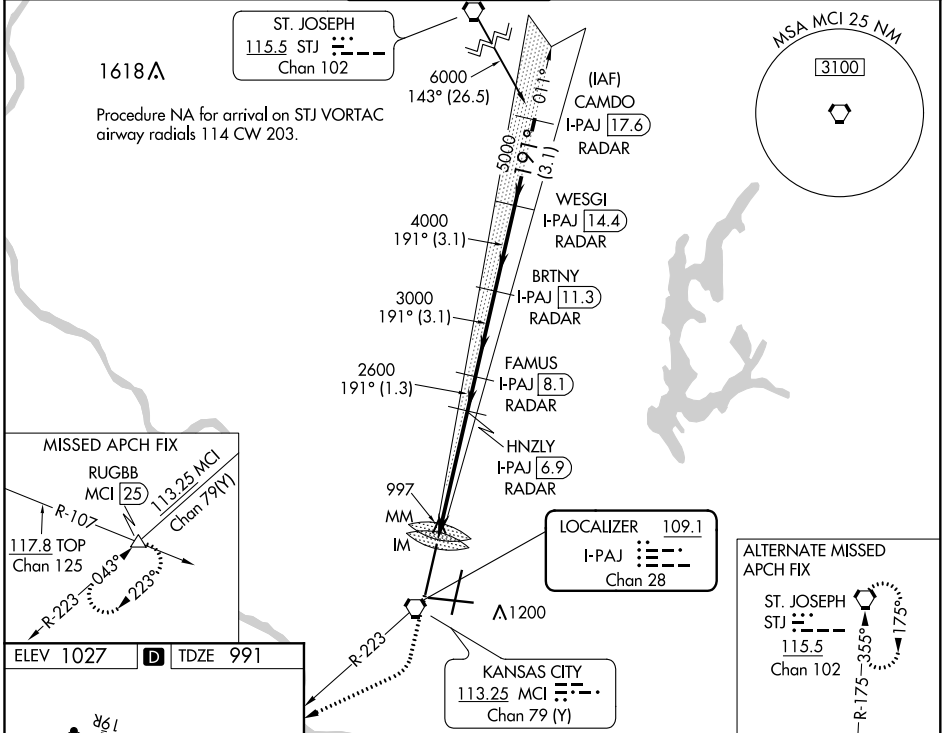 ST. JOSEPH
115.5 STJ
Chan 102
1618
Procedure NA for arrival on STJ VORTAC
airway radials 114 CW 203.
6000
143° (26.5)
011°
5000
191°
(3.1)
(IAF)
CAMDO
I-PAJ 17.6
RADAR
MSA MCI 25 NM
3100
WESGI
I-PAJ 14.4
RADAR
4000
191° (3.1)
BRTNY
I-PAJ 11.3
RADAR
3000
191° (3.1)
FAMUS
I-PAJ 8.1
RADAR
2600
191° (1.3)
HNZLY
I-PAJ 6.9
RADAR
997
MM
IM
MISSED APCH FIX
RUGBB
MCI 25
113.25 MCI
Chan 79(Y)
R-107
117.8 TOP
Chan 125
043°
223°
R-223
LOCALIZER 109.1
I-PAJ
Chan 28
1200
R-223
KANSAS CITY
113.25 MCI
Chan 79 (Y)
ALTERNATE MISSED
APCH FIX
ST. JOSEPH
STJ
115.5
Chan 102
175°
R-175
355°
ELEV 1027 D TDZE 991
19R